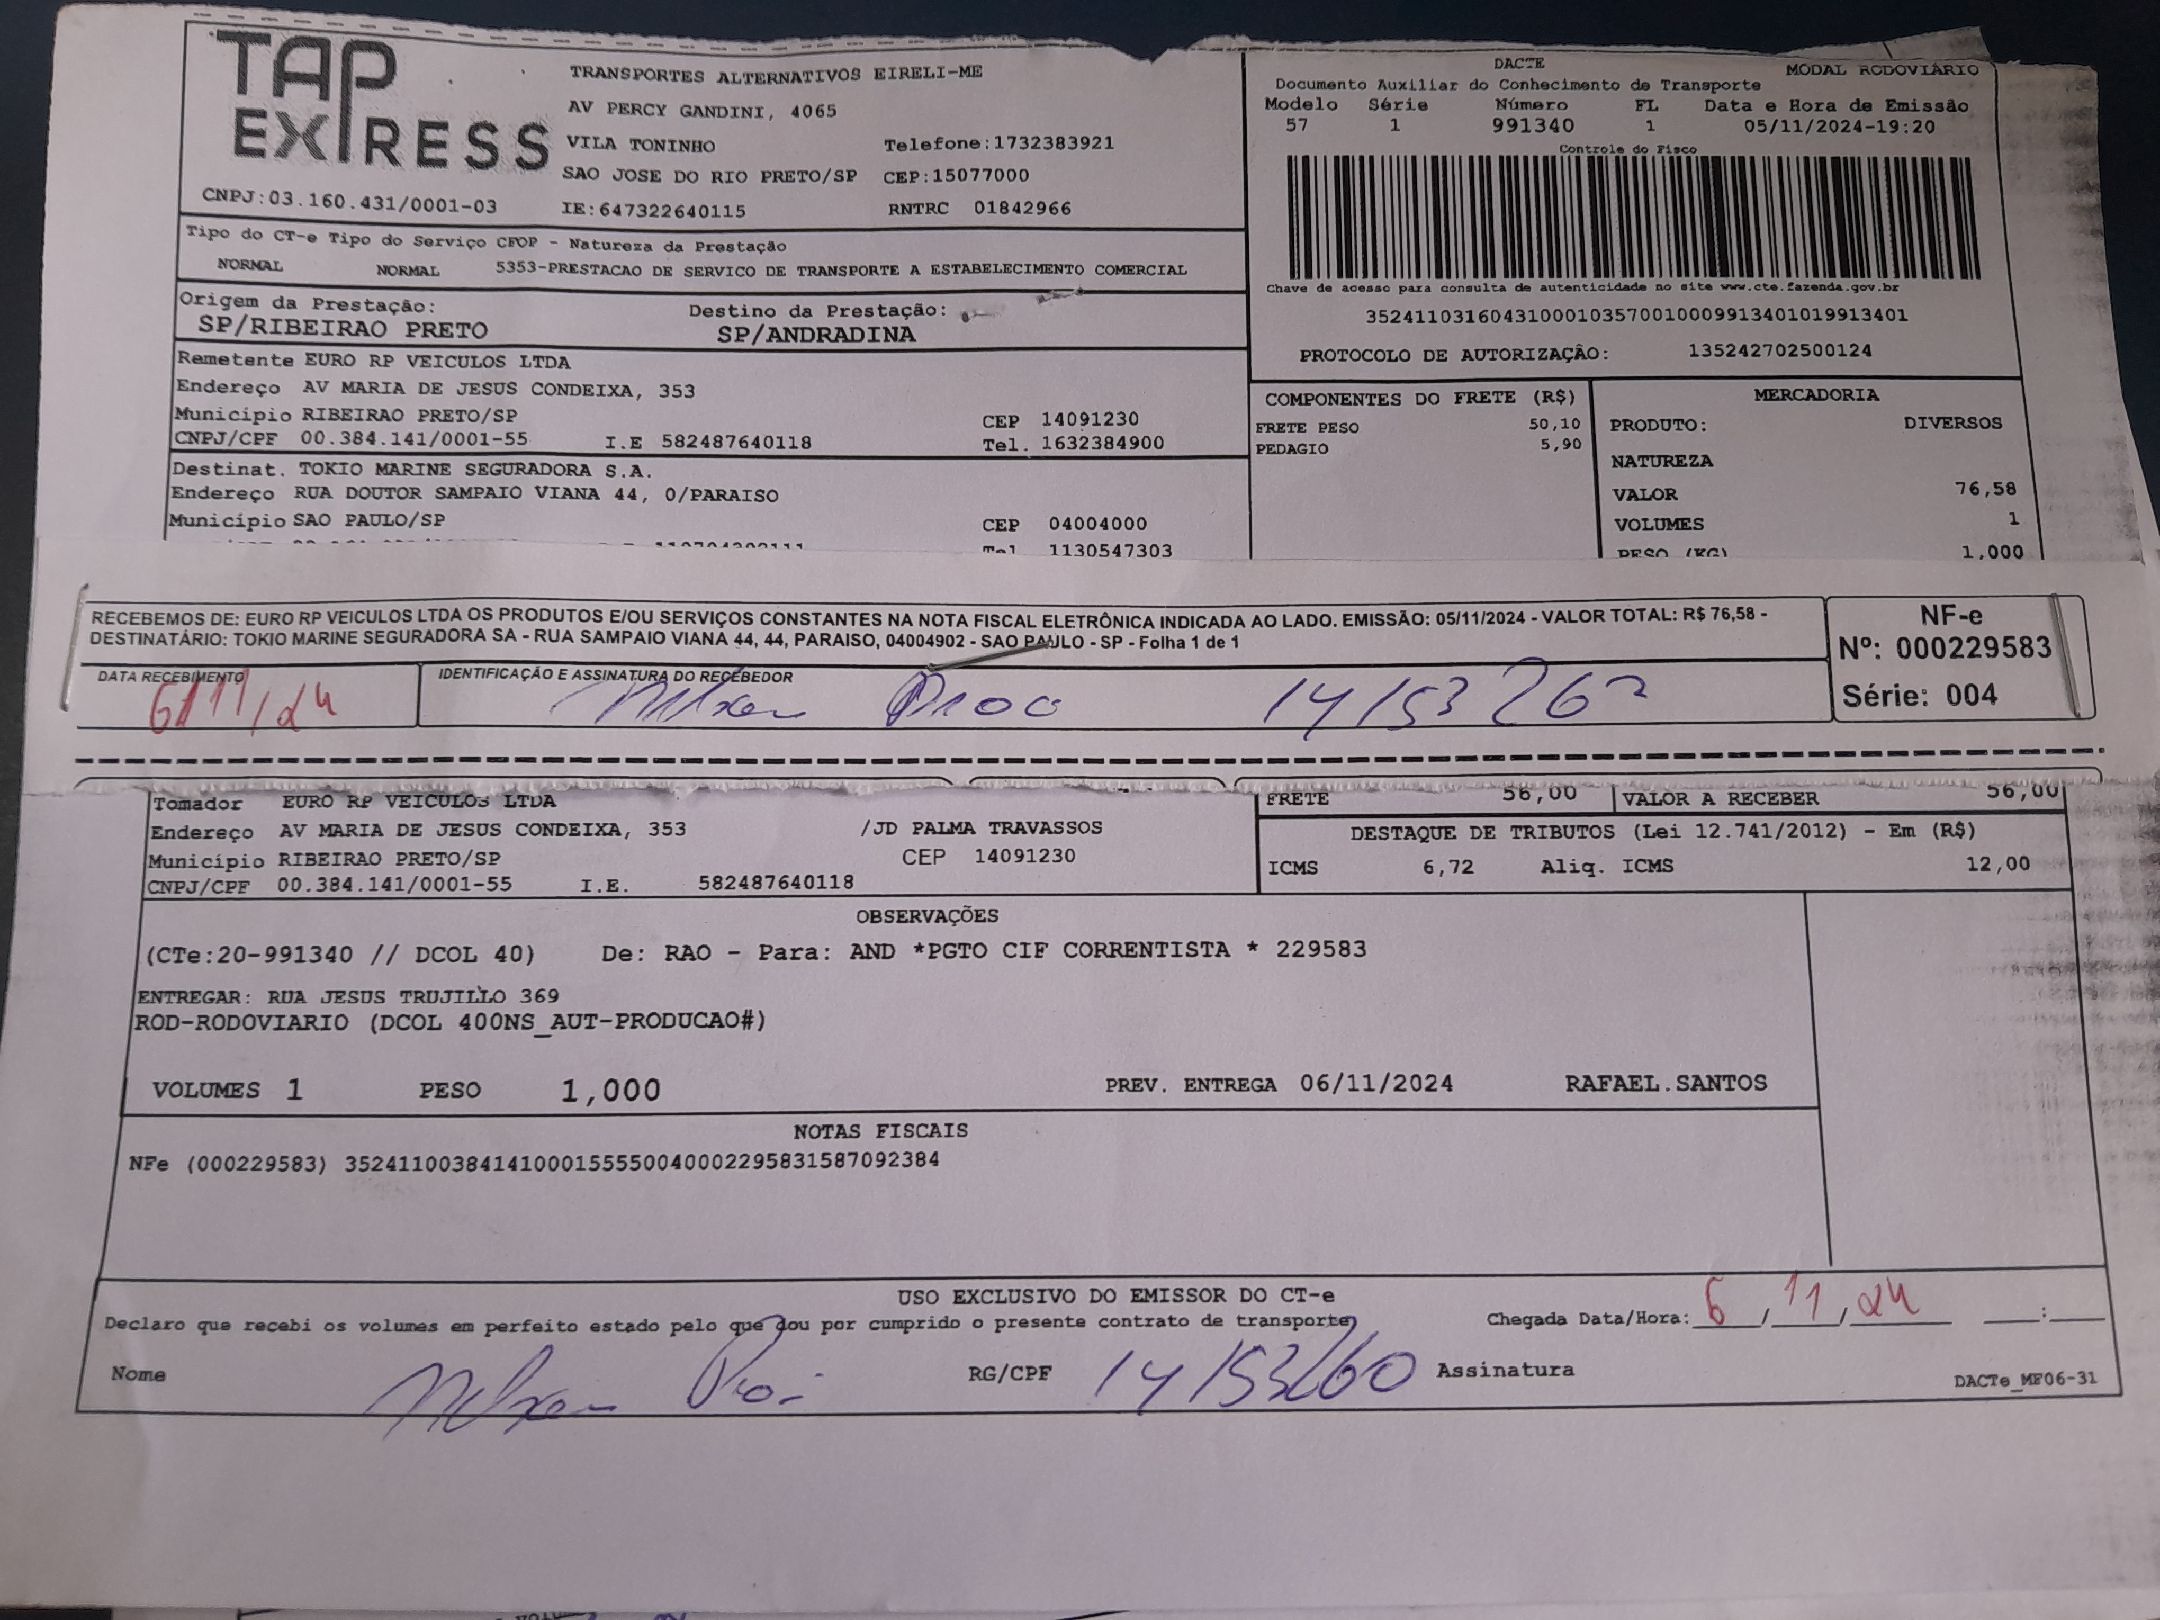 TAP EXPRESS
TRANSPORTES ALTERNATIVOS EIRELI-ME
AV PERCY GANDINI, 4065
VILA TONINHO Telefone:1732383921
SAO JOSE DO RIO PRETO/SP CEP:15077000
CNPJ:03.160.431/0001-03 IE:647322640115 RNTRC 01842966
DACTE MODAL RODOVIÁRIO
Documento Auxiliar do Conhecimento de Transporte
Modelo Série Número FL Data e Hora de Emissão
57 1 991340 1 05/11/2024-19:20
Controle do Fisco
Chave de acesso para consulta de autenticidade no site www.cte.fazenda.gov.br
35241103160431000103570010009913401019913401
PROTOCOLO DE AUTORIZAÇÃO: 135242702500124
Tipo do CT-e Tipo do Serviço CFOP - Natureza da Prestação
NORMAL NORMAL 5353-PRESTACAO DE SERVICO DE TRANSPORTE A ESTABELECIMENTO COMERCIAL
Origem da Prestação: Destino da Prestação:
SP/RIBEIRAO PRETO SP/ANDRADINA
Remetente EURO RP VEICULOS LTDA
Endereço AV MARIA DE JESUS CONDEIXA, 353
Município RIBEIRAO PRETO/SP CEP 14091230
CNPJ/CPF 00.384.141/0001-55 I.E 582487640118 Tel. 1632384900
Destinat. TOKIO MARINE SEGURADORA S.A.
Endereço RUA DOUTOR SAMPAIO VIANA 44, 0/PARAISO
Município SAO PAULO/SP CEP 04004000
Tel 1130547303
COMPONENTES DO FRETE (R$)
FRETE PESO 50,10
PEDAGIO 5,90
MERCADORIA
PRODUTO: DIVERSOS
NATUREZA
VALOR 76,58
VOLUMES 1
PESO (KG) 1,000
RECEBEMOS DE: EURO RP VEICULOS LTDA OS PRODUTOS E/OU SERVIÇOS CONSTANTES NA NOTA FISCAL ELETRÔNICA INDICADA AO LADO. EMISSÃO: 05/11/2024 - VALOR TOTAL: R$ 76,58 -
DESTINATÁRIO: TOKIO MARINE SEGURADORA SA - RUA SAMPAIO VIANA 44, 44, PARAISO, 04004902 - SAO PAULO - SP - Folha 1 de 1
NF-e
Nº: 000229583
Série: 004
DATA RECEBIMENTO IDENTIFICAÇÃO E ASSINATURA DO RECEBEDOR
6/11/24
Tomador EURO RP VEICULOS LTDA
Endereço AV MARIA DE JESUS CONDEIXA, 353 /JD PALMA TRAVASSOS
Município RIBEIRAO PRETO/SP CEP 14091230
CNPJ/CPF 00.384.141/0001-55 I.E. 582487640118
FRETE 56,00 VALOR A RECEBER 56,00
DESTAQUE DE TRIBUTOS (Lei 12.741/2012) - Em (R$)
ICMS 6,72 Aliq. ICMS 12,00
OBSERVAÇÕES
(CTe:20-991340 // DCOL 40) De: RAO - Para: AND *PGTO CIF CORRENTISTA * 229583
ENTREGAR: RUA JESUS TRUJILLO 369
ROD-RODOVIARIO (DCOL 400NS_AUT-PRODUCAO#)
VOLUMES 1 PESO 1,000 PREV. ENTREGA 06/11/2024 RAFAEL.SANTOS
NOTAS FISCAIS
NFe (000229583) 35241100384141000155550040002295831587092384
USO EXCLUSIVO DO EMISSOR DO CT-e
Declaro que recebi os volumes em perfeito estado pelo que dou por cumprido o presente contrato de transporte Chegada Data/Hora: 6/11/24 :
Nome RG/CPF Assinatura
DACTe_MF06-31